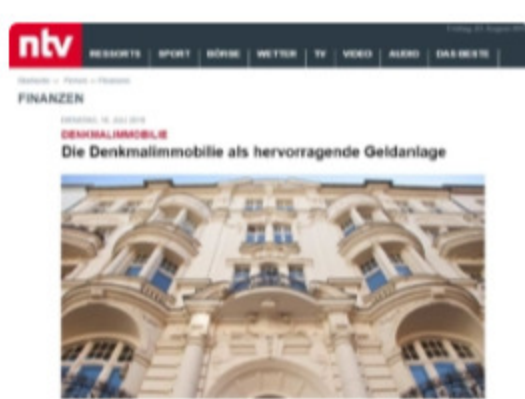 ntv
RESSORTS SPORT BÖRSE WETTER TV VIDEO AUDIO DAS BESTE
FINANZEN
DENKMALIMMOBILIE
Die Denkmalimmobilie als hervorragende Geldanlage